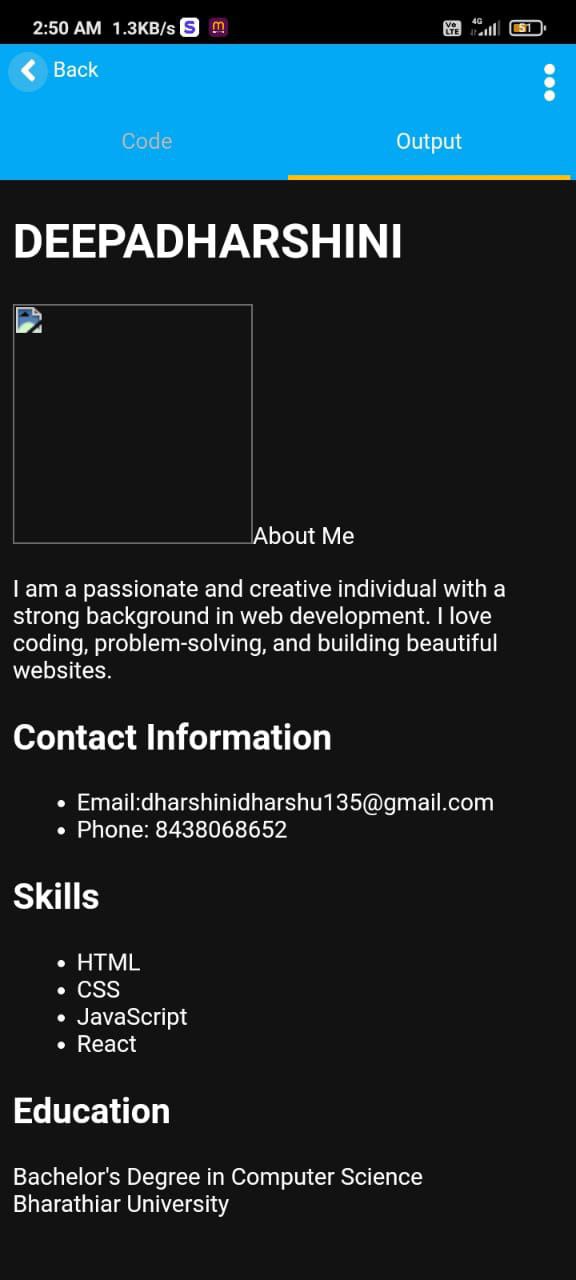 2:50 AM 1.3KB/s S m Vo LTE 4G 51
Back
Code Output
DEEPADHARSHINI
About Me
I am a passionate and creative individual with a
strong background in web development. I love
coding, problem-solving, and building beautiful
websites.
Contact Information
• Email:dharshinidharshu135@gmail.com
• Phone: 8438068652
Skills
• HTML
• CSS
• JavaScript
• React
Education
Bachelor's Degree in Computer Science
Bharathiar University